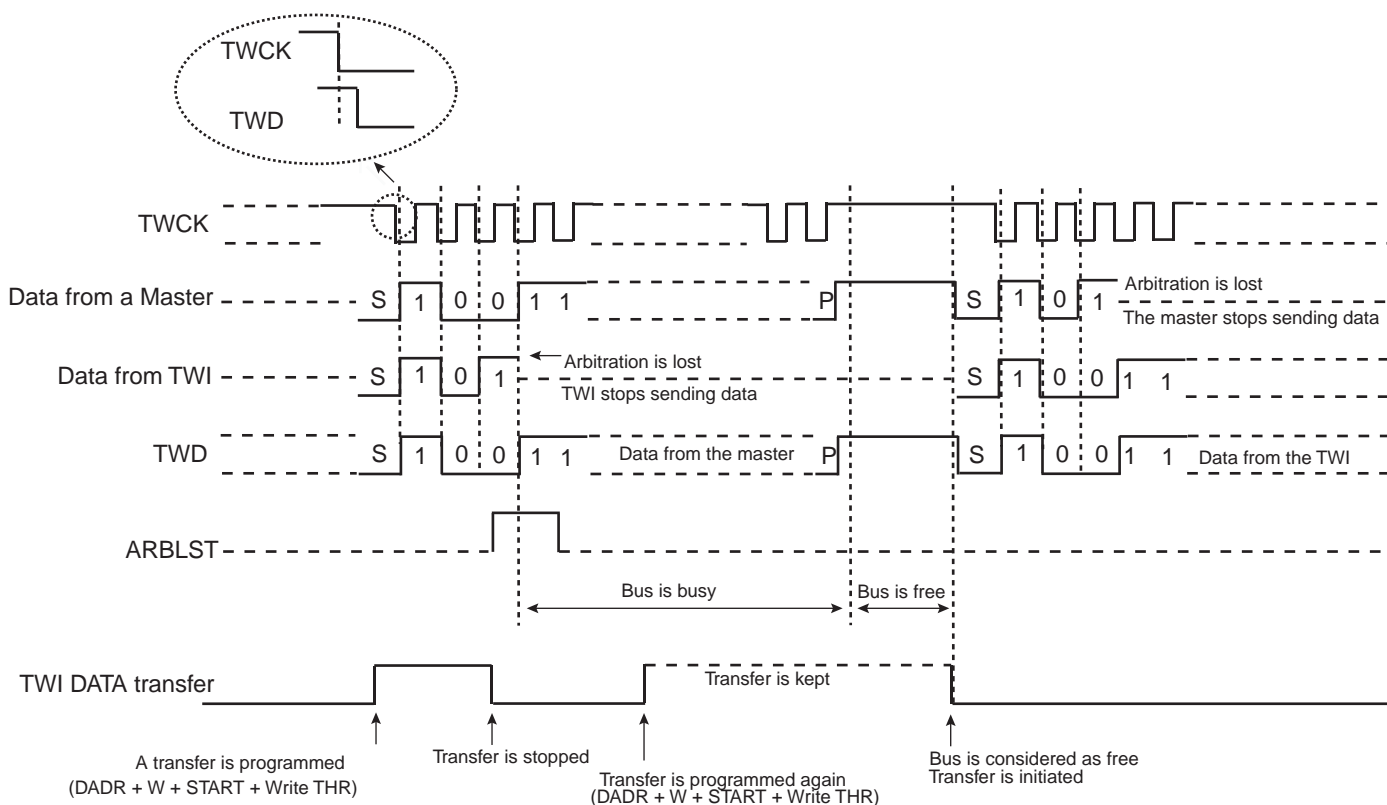 TWCK
TWD
TWCK
Data from a Master
S 1 0 0 1 1
P
S 1 0 1
Arbitration is lost
The master stops sending data
Data from TWI
S 1 0 1
Arbitration is lost
TWI stops sending data
S 1 0 0 1 1
TWD
S 1 0 0 1 1
Data from the master
P
S 1 0 0 1 1
Data from the TWI
ARBLST
Bus is busy
Bus is free
TWI DATA transfer
Transfer is kept
A transfer is programmed
(DADR + W + START + Write THR)
Transfer is stopped
Transfer is programmed again
(DADR + W + START + Write THR)
Bus is considered as free
Transfer is initiated